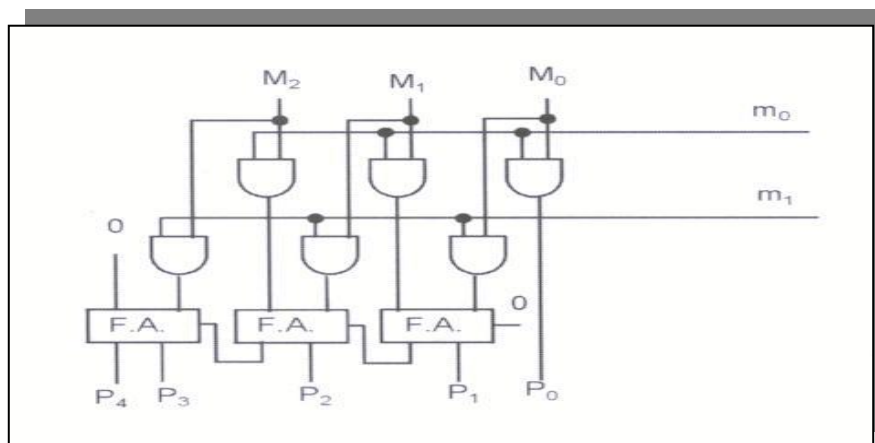 M₂ M₁ M₀
m₀
m₁
0
0
F.A. F.A. F.A.
P₄ P₃ P₂ P₁ P₀